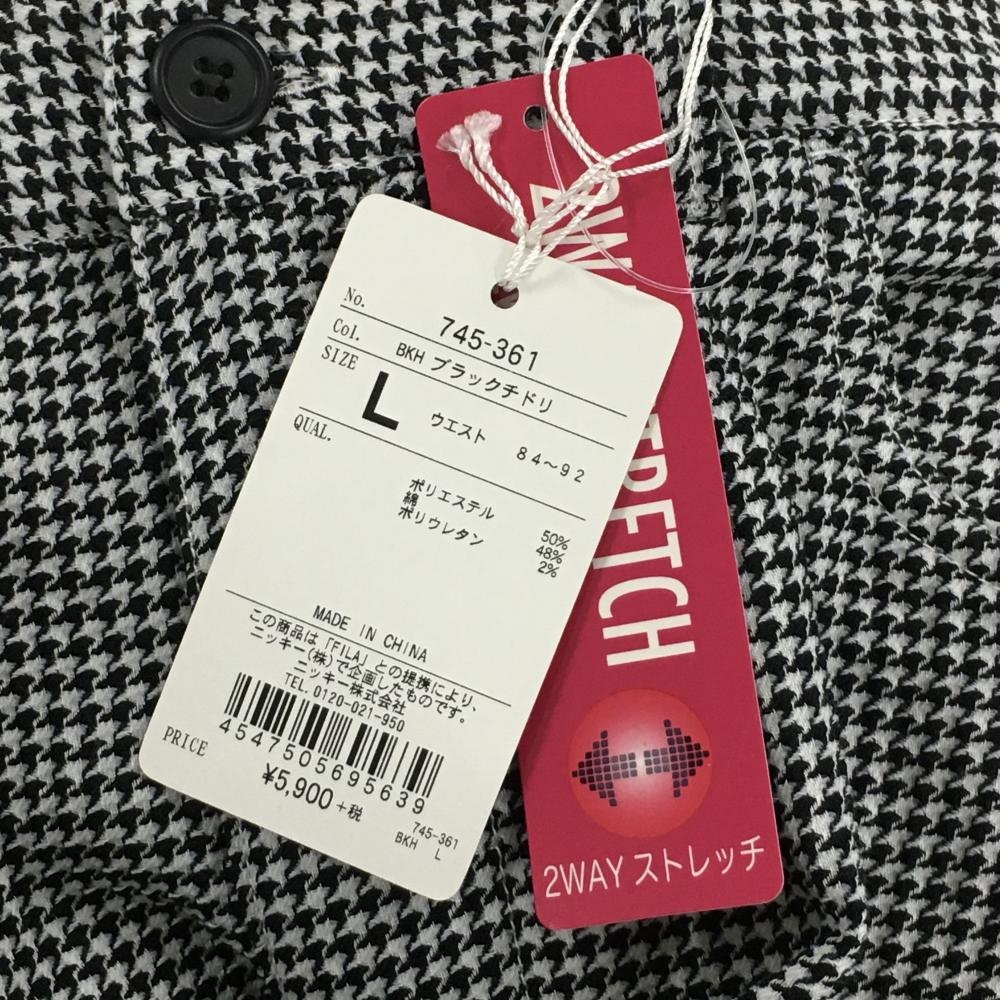 No. 745-361
Col. BKH ブラックチドリ
SIZE L ウエスト 84〜92
QUAL.
ポリエステル 50%
綿 48%
ポリウレタン 2%
MADE IN CHINA
この商品は「FILA」との提携により、
ニッキー(株)で企画したものです。
ニッキー株式会社
TEL.0120-021-950
4547505695639
PRICE ¥5,900+税
745-361
BKH L
2WAYストレッチ